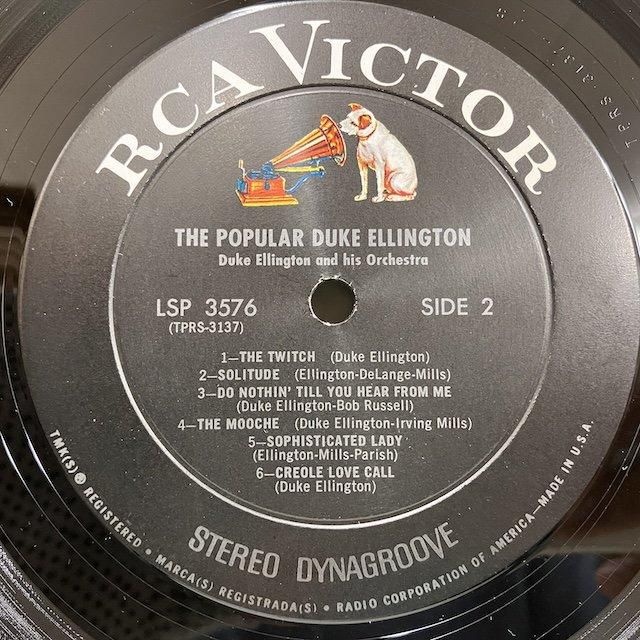 RCA VICTOR
THE POPULAR DUKE ELLINGTON
Duke Ellington and his Orchestra
LSP 3576
(TPRS-3137)
SIDE 2
1—THE TWITCH (Duke Ellington)
2—SOLITUDE (Ellington-DeLange-Mills)
3—DO NOTHIN' TILL YOU HEAR FROM ME
(Duke Ellington-Bob Russell)
4—THE MOOCHE (Duke Ellington-Irving Mills)
5—SOPHISTICATED LADY
(Ellington-Mills-Parish)
6—CREOLE LOVE CALL
(Duke Ellington)
STEREO DYNAGROOVE
TMK(S) ® REGISTERED • MARCA(S) REGISTRADA(S) • RADIO CORPORATION OF AMERICA—MADE IN U.S.A.